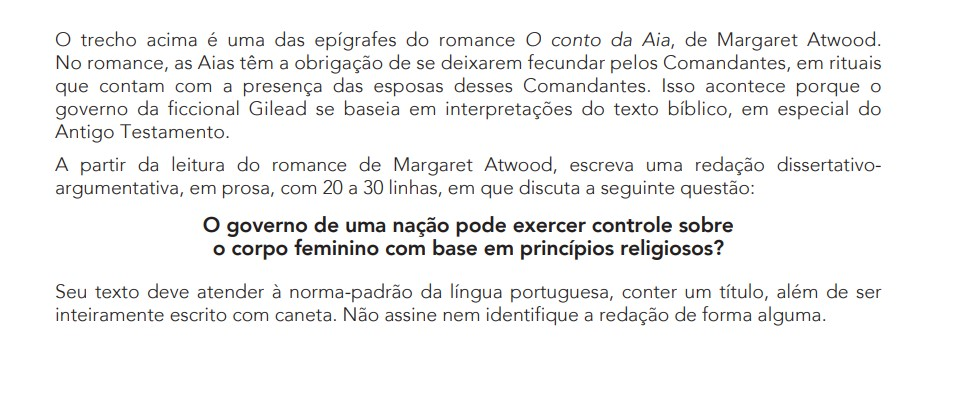 O trecho acima é uma das epígrafes do romance O conto da Aia, de Margaret Atwood.
No romance, as Aias têm a obrigação de se deixarem fecundar pelos Comandantes, em rituais
que contam com a presença das esposas desses Comandantes. Isso acontece porque o
governo da ficcional Gilead se baseia em interpretações do texto bíblico, em especial do
Antigo Testamento.
A partir da leitura do romance de Margaret Atwood, escreva uma redação dissertativo-
argumentativa, em prosa, com 20 a 30 linhas, em que discuta a seguinte questão:
O governo de uma nação pode exercer controle sobre
o corpo feminino com base em princípios religiosos?
Seu texto deve atender à norma-padrão da língua portuguesa, conter um título, além de ser
inteiramente escrito com caneta. Não assine nem identifique a redação de forma alguma.